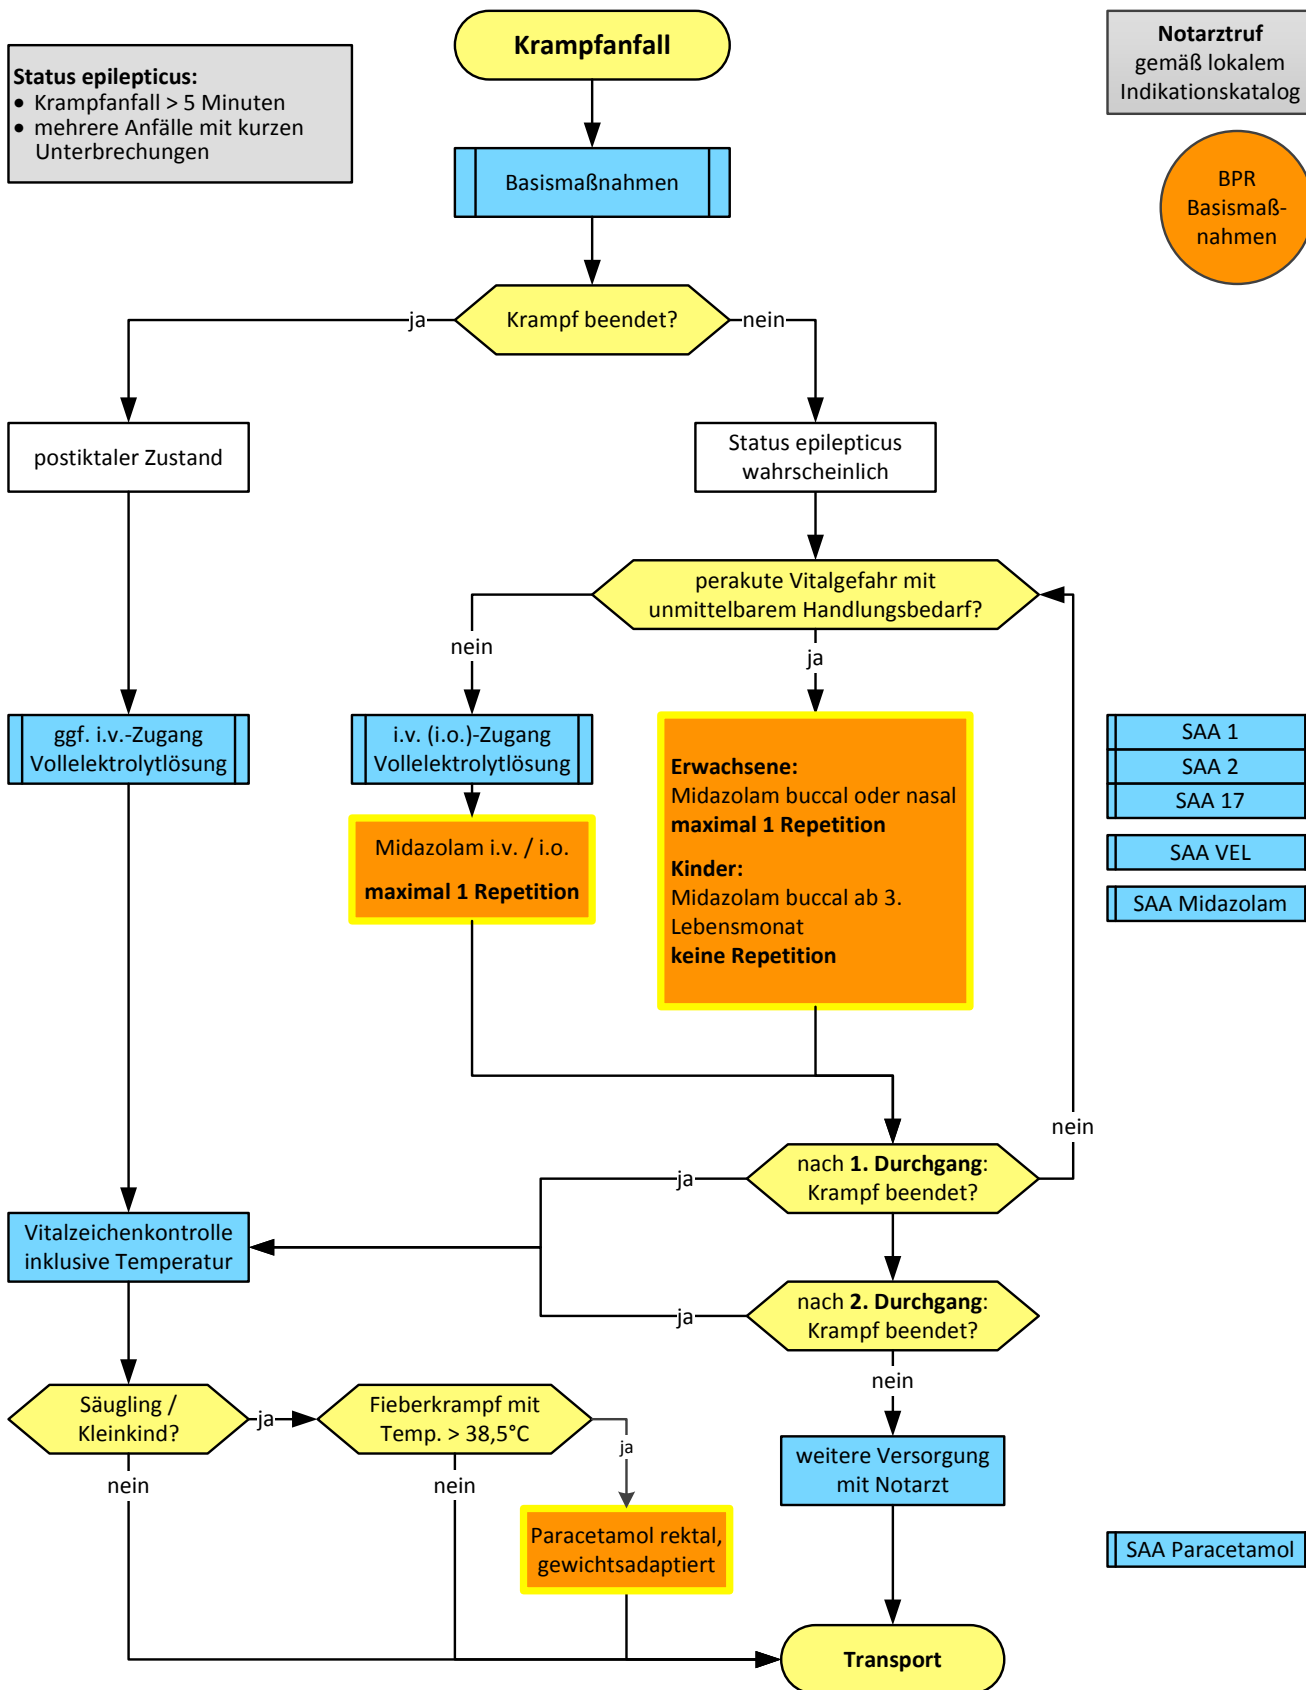 Krampfanfall
Status epilepticus:
• Krampfanfall > 5 Minuten
• mehrere Anfälle mit kurzen
Unterbrechungen
Notarztruf
gemäß lokalem
Indikationskatalog
Basismaßnahmen
BPR
Basismaß-
nahmen
Krampf beendet?
ja
nein
postiktaler Zustand
Status epilepticus
wahrscheinlich
perakute Vitalgefahr mit
unmittelbarem Handlungsbedarf?
nein
ja
ggf. i.v.-Zugang
Vollelektrolytlösung
i.v. (i.o.)-Zugang
Vollelektrolytlösung
Midazolam i.v. / i.o.
maximal 1 Repetition
Erwachsene:
Midazolam buccal oder nasal
maximal 1 Repetition
Kinder:
Midazolam buccal ab 3.
Lebensmonat
keine Repetition
SAA 1
SAA 2
SAA 17
SAA VEL
SAA Midazolam
nein
nach 1. Durchgang:
Krampf beendet?
ja
Vitalzeichenkontrolle
inklusive Temperatur
nach 2. Durchgang:
Krampf beendet?
ja
nein
Säugling /
Kleinkind?
ja
nein
Fieberkrampf mit
Temp. > 38,5°C
ja
nein
weitere Versorgung
mit Notarzt
Paracetamol rektal,
gewichtsadaptiert
SAA Paracetamol
Transport